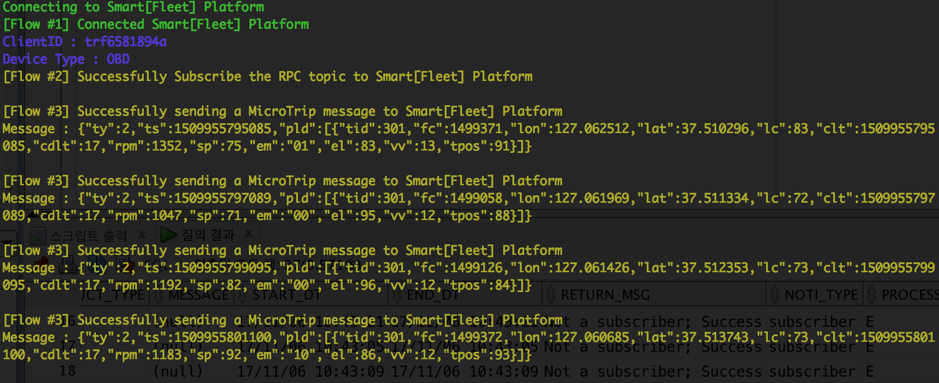 Connecting to Smart[Fleet] Platform
[Flow #1] Connected Smart[Fleet] Platform
ClientID : trf6581894a
Device Type : OBD
[Flow #2] Successfully Subscribe the RPC topic to Smart[Fleet] Platform
[Flow #3] Successfully sending a MicroTrip message to Smart[Fleet] Platform
Message : {"ty":2,"ts":1509955795085,"pld":[{"tid":301,"fc":1499371,"lon":127.062512,"lat":37.510296,"lc":83,"clt":1509955795
085,"cdlt":17,"rpm":1352,"sp":75,"em":"01","el":83,"vv":13,"tpos":91}]}
[Flow #3] Successfully sending a MicroTrip message to Smart[Fleet] Platform
Message : {"ty":2,"ts":1509955797089,"pld":[{"tid":301,"fc":1499058,"lon":127.061969,"lat":37.511334,"lc":72,"clt":1509955797
089,"cdlt":17,"rpm":1047,"sp":71,"em":"00","el":95,"vv":12,"tpos":88}]}
스크립트 출력 x 질의 결과 x
[Flow #3] Successfully sending a MicroTrip message to Smart[Fleet] Platform
Message : {"ty":2,"ts":1509955799095,"pld":[{"tid":301,"fc":1499126,"lon":127.061426,"lat":37.512353,"lc":73,"clt":1509955799
095,"cdlt":17,"rpm":1192,"sp":82,"em":"00","el":96,"vv":12,"tpos":84}]}
JCT_TYPE MESSAGE START_DT END_DT RETURN_MSG NOTI_TYPE PROCESS
[Flow #3] Successfully sending a MicroTrip message to Smart[Fleet] Platform
Not a subscriber; Success subscriber E
Message : {"ty":2,"ts":1509955801100,"pld":[{"tid":301,"fc":1499372,"lon":127.060685,"lat":37.513743,"lc":73,"clt":1509955801
100,"cdlt":17,"rpm":1183,"sp":92,"em":"10","el":86,"vv":12,"tpos":93}]}
Not a subscriber; Success subscriber E
18 (null) 17/11/06 10:43:09 17/11/06 10:43:09 Not a subscriber; Success subscriber E